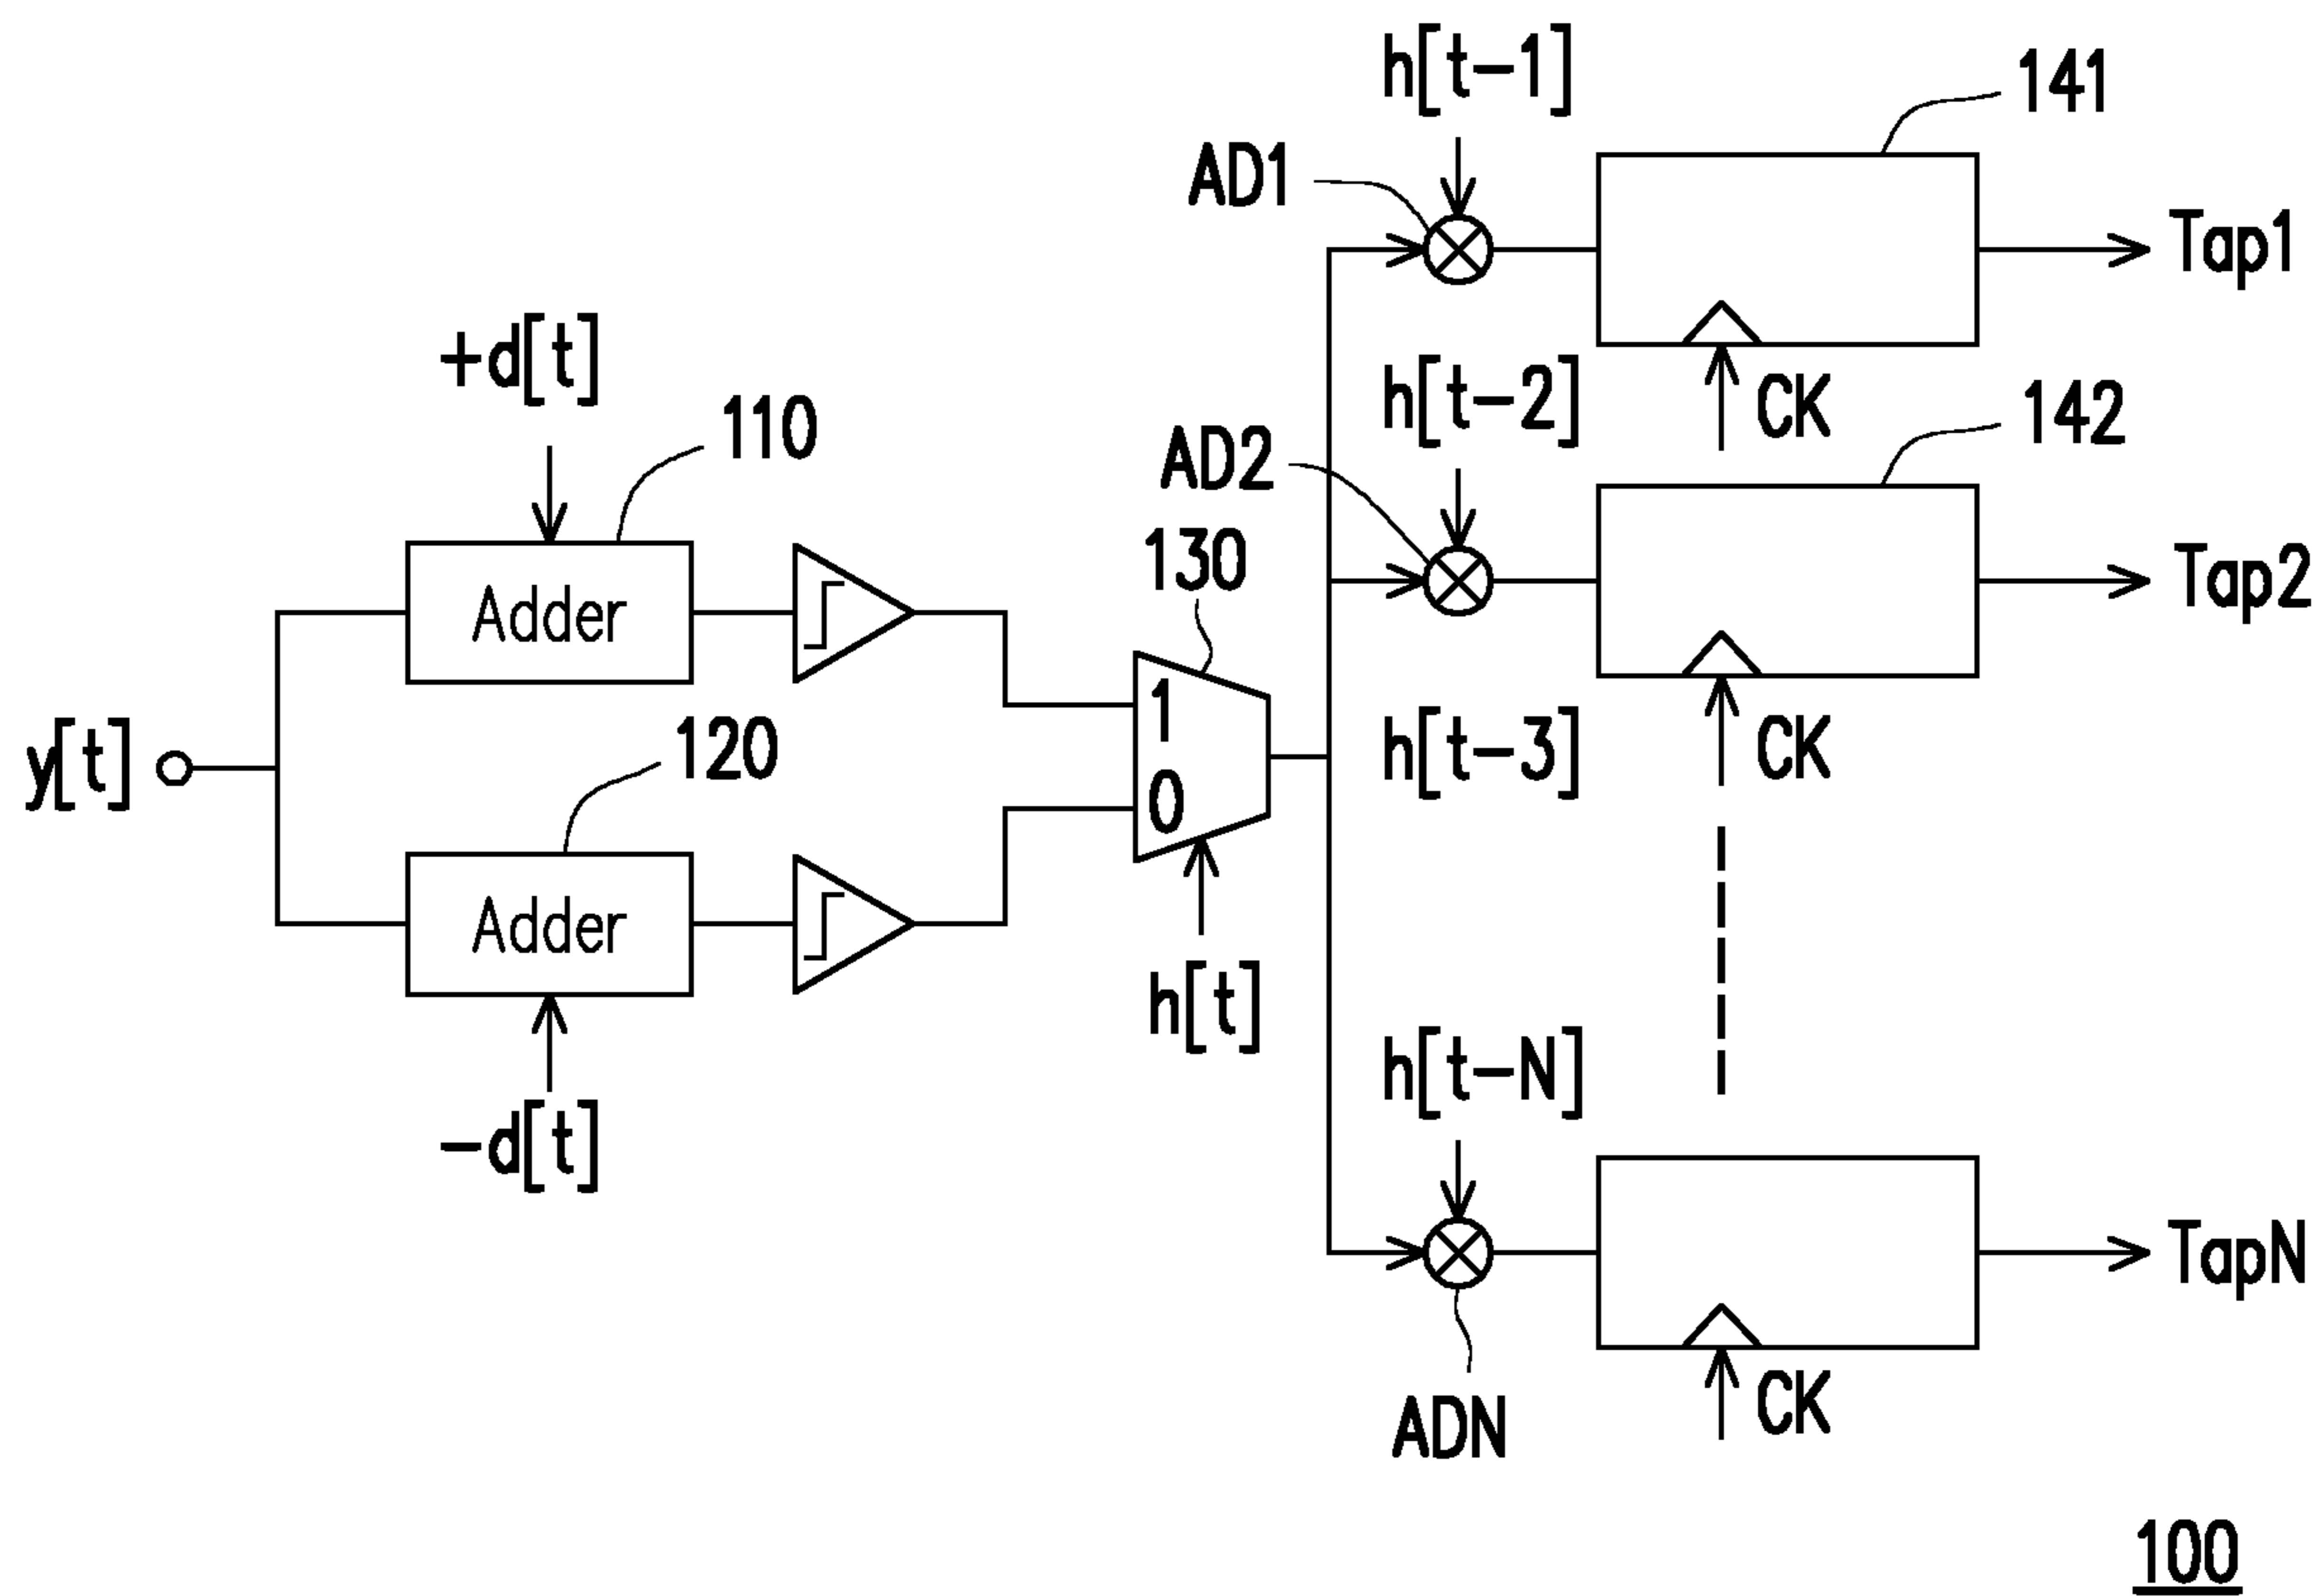 h[t-1]
141
AD1
Tap1
+d[t]
h[t-2]
CK
110
142
AD2
130
Adder
Tap2
1
y[t]
120
h[t-3]
CK
0
Adder
h[t]
h[t-N]
-d[t]
TapN
CK
ADN
100